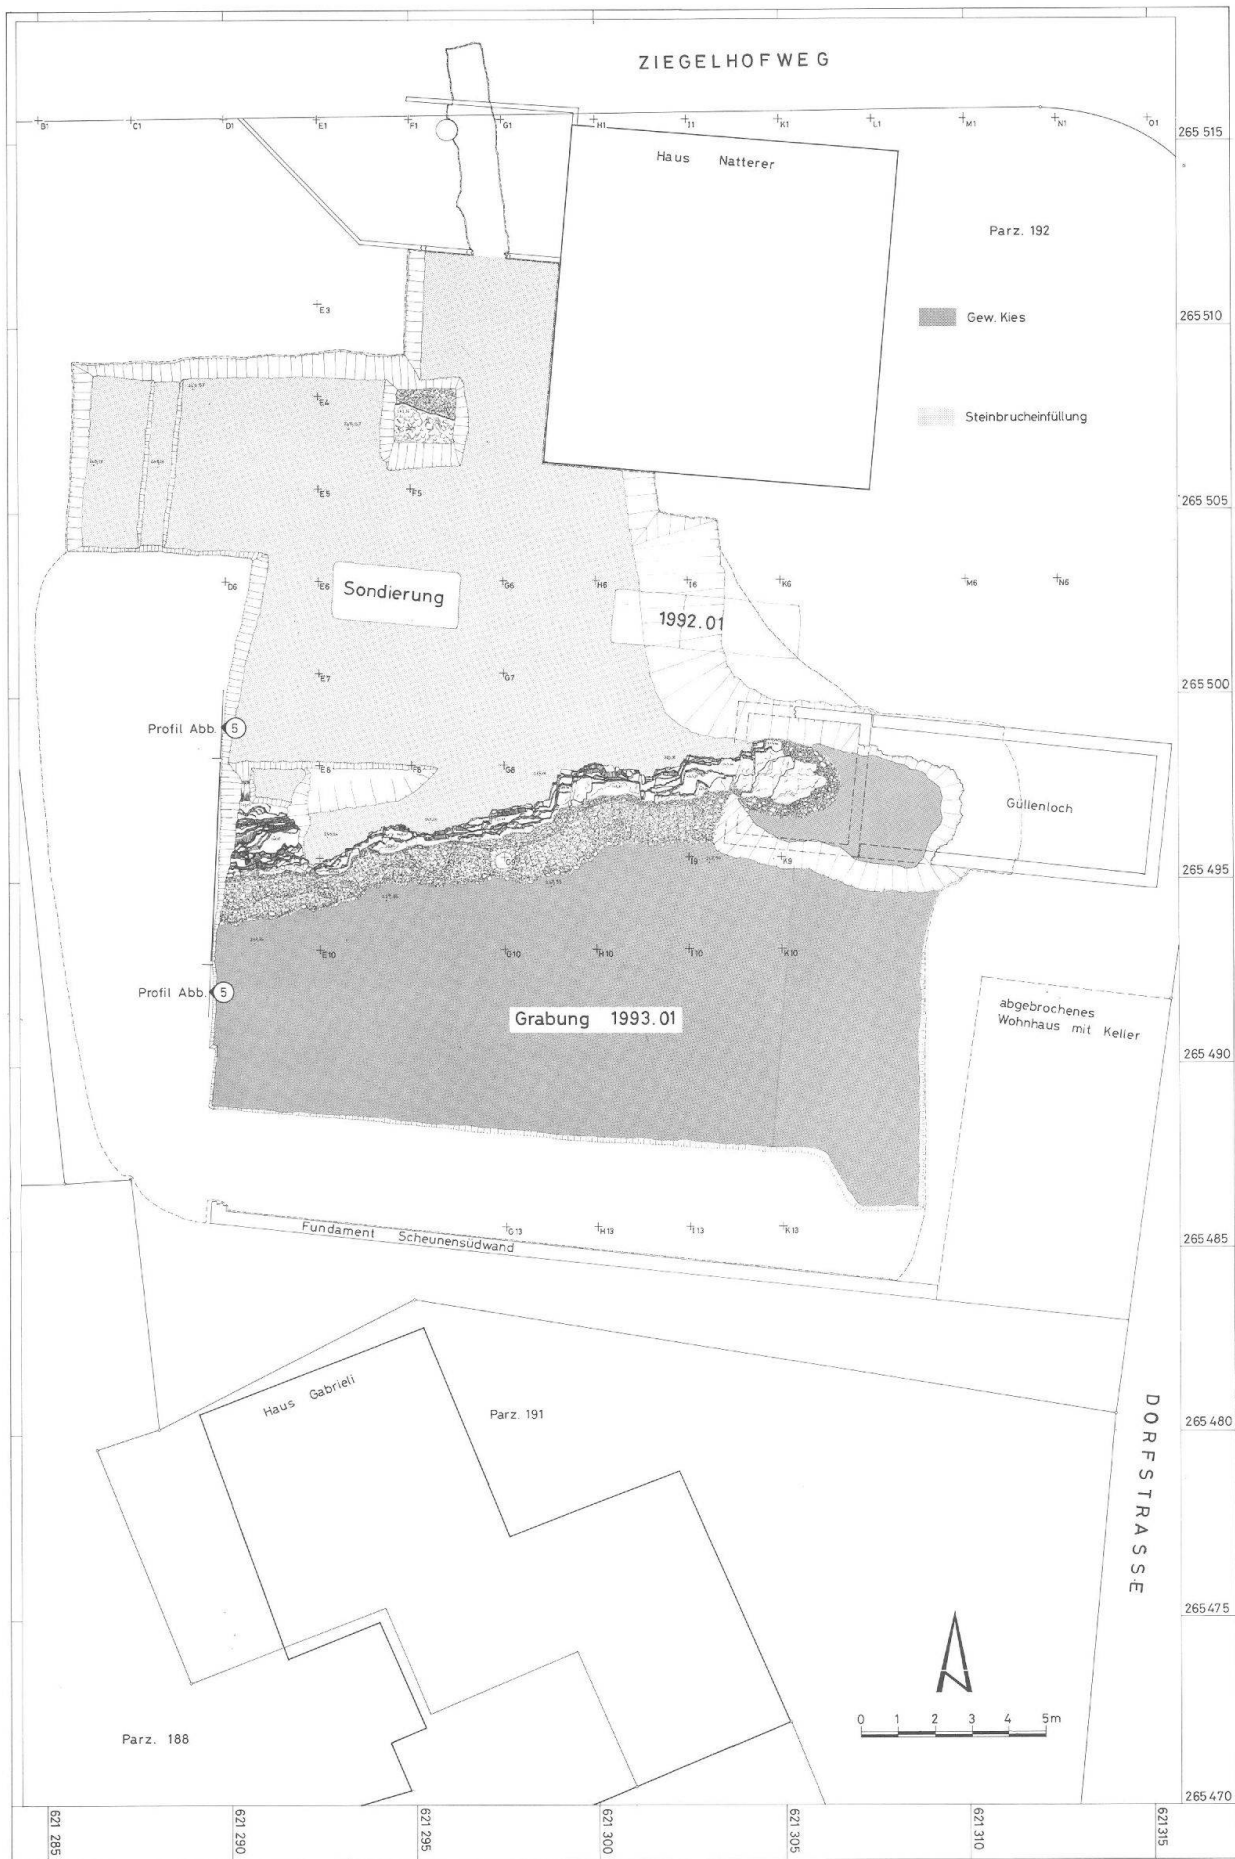 ZIEGELHOFWEG
B1 C1 D1 E1 F1 G1 H1 J1 K1 L1 M1 N1 O1
265 515
Haus Natterer
Parz. 192
E3
Gew. Kies
265 510
E4
Steinbrucheinfüllung
E5 F5
265 505
D6 E6 G6 H6 I6 K6 M6 N6
Sondierung
1992.01
E7 G7
265 500
Profil Abb. 5
G8
Güllenloch
I9 K9
265 495
E10 G10 H10 I10 K10
Profil Abb. 5
Grabung 1993.01
abgebrochenes
Wohnhaus mit Keller
265 490
G13 H13 I13 K13
Fundament Scheunensüdwand
265 485
Haus Gabrieli
Parz. 191
265 480
DORFSTRASSE
265 475
N
0 1 2 3 4 5m
Parz. 188
265 470
621 285
621 290
621 295
621 300
621 305
621 310
621 315